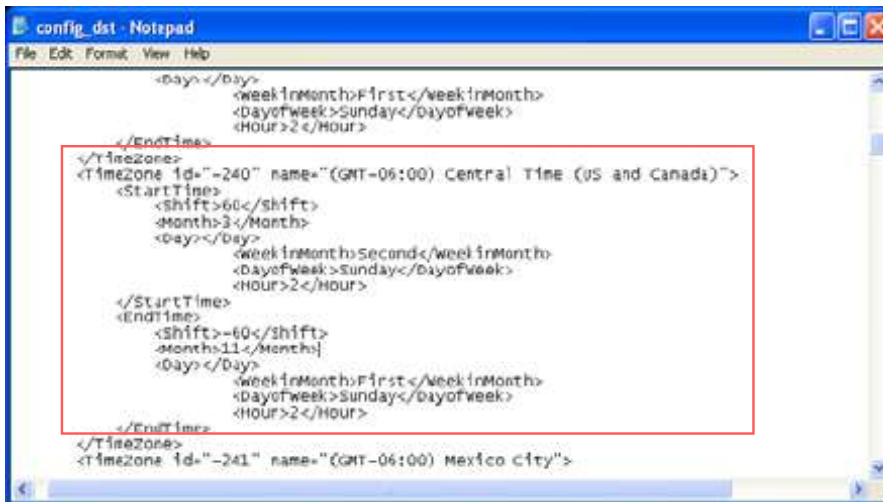 config_dst - Notepad
File Edit Format View Help
<Day></Day>
<WeekinMonth>First</WeekinMonth>
<DayofWeek>Sunday</DayofWeek>
<Hour>2</Hour>
</EndTime>
</TimeZone>
<TimeZone id="-240" name="(GMT-06:00) Central Time (US and Canada)">
<StartTime>
<Shift>60</Shift>
<Month>3</Month>
<Day></Day>
<WeekinMonth>Second</WeekinMonth>
<DayofWeek>Sunday</DayofWeek>
<Hour>2</Hour>
</StartTime>
<EndTime>
<Shift>-60</Shift>
<Month>11</Month>
<Day></Day>
<WeekinMonth>First</WeekinMonth>
<DayofWeek>Sunday</DayofWeek>
<Hour>2</Hour>
</EndTime>
</TimeZone>
<TimeZone id="-241" name="(GMT-06:00) Mexico City">